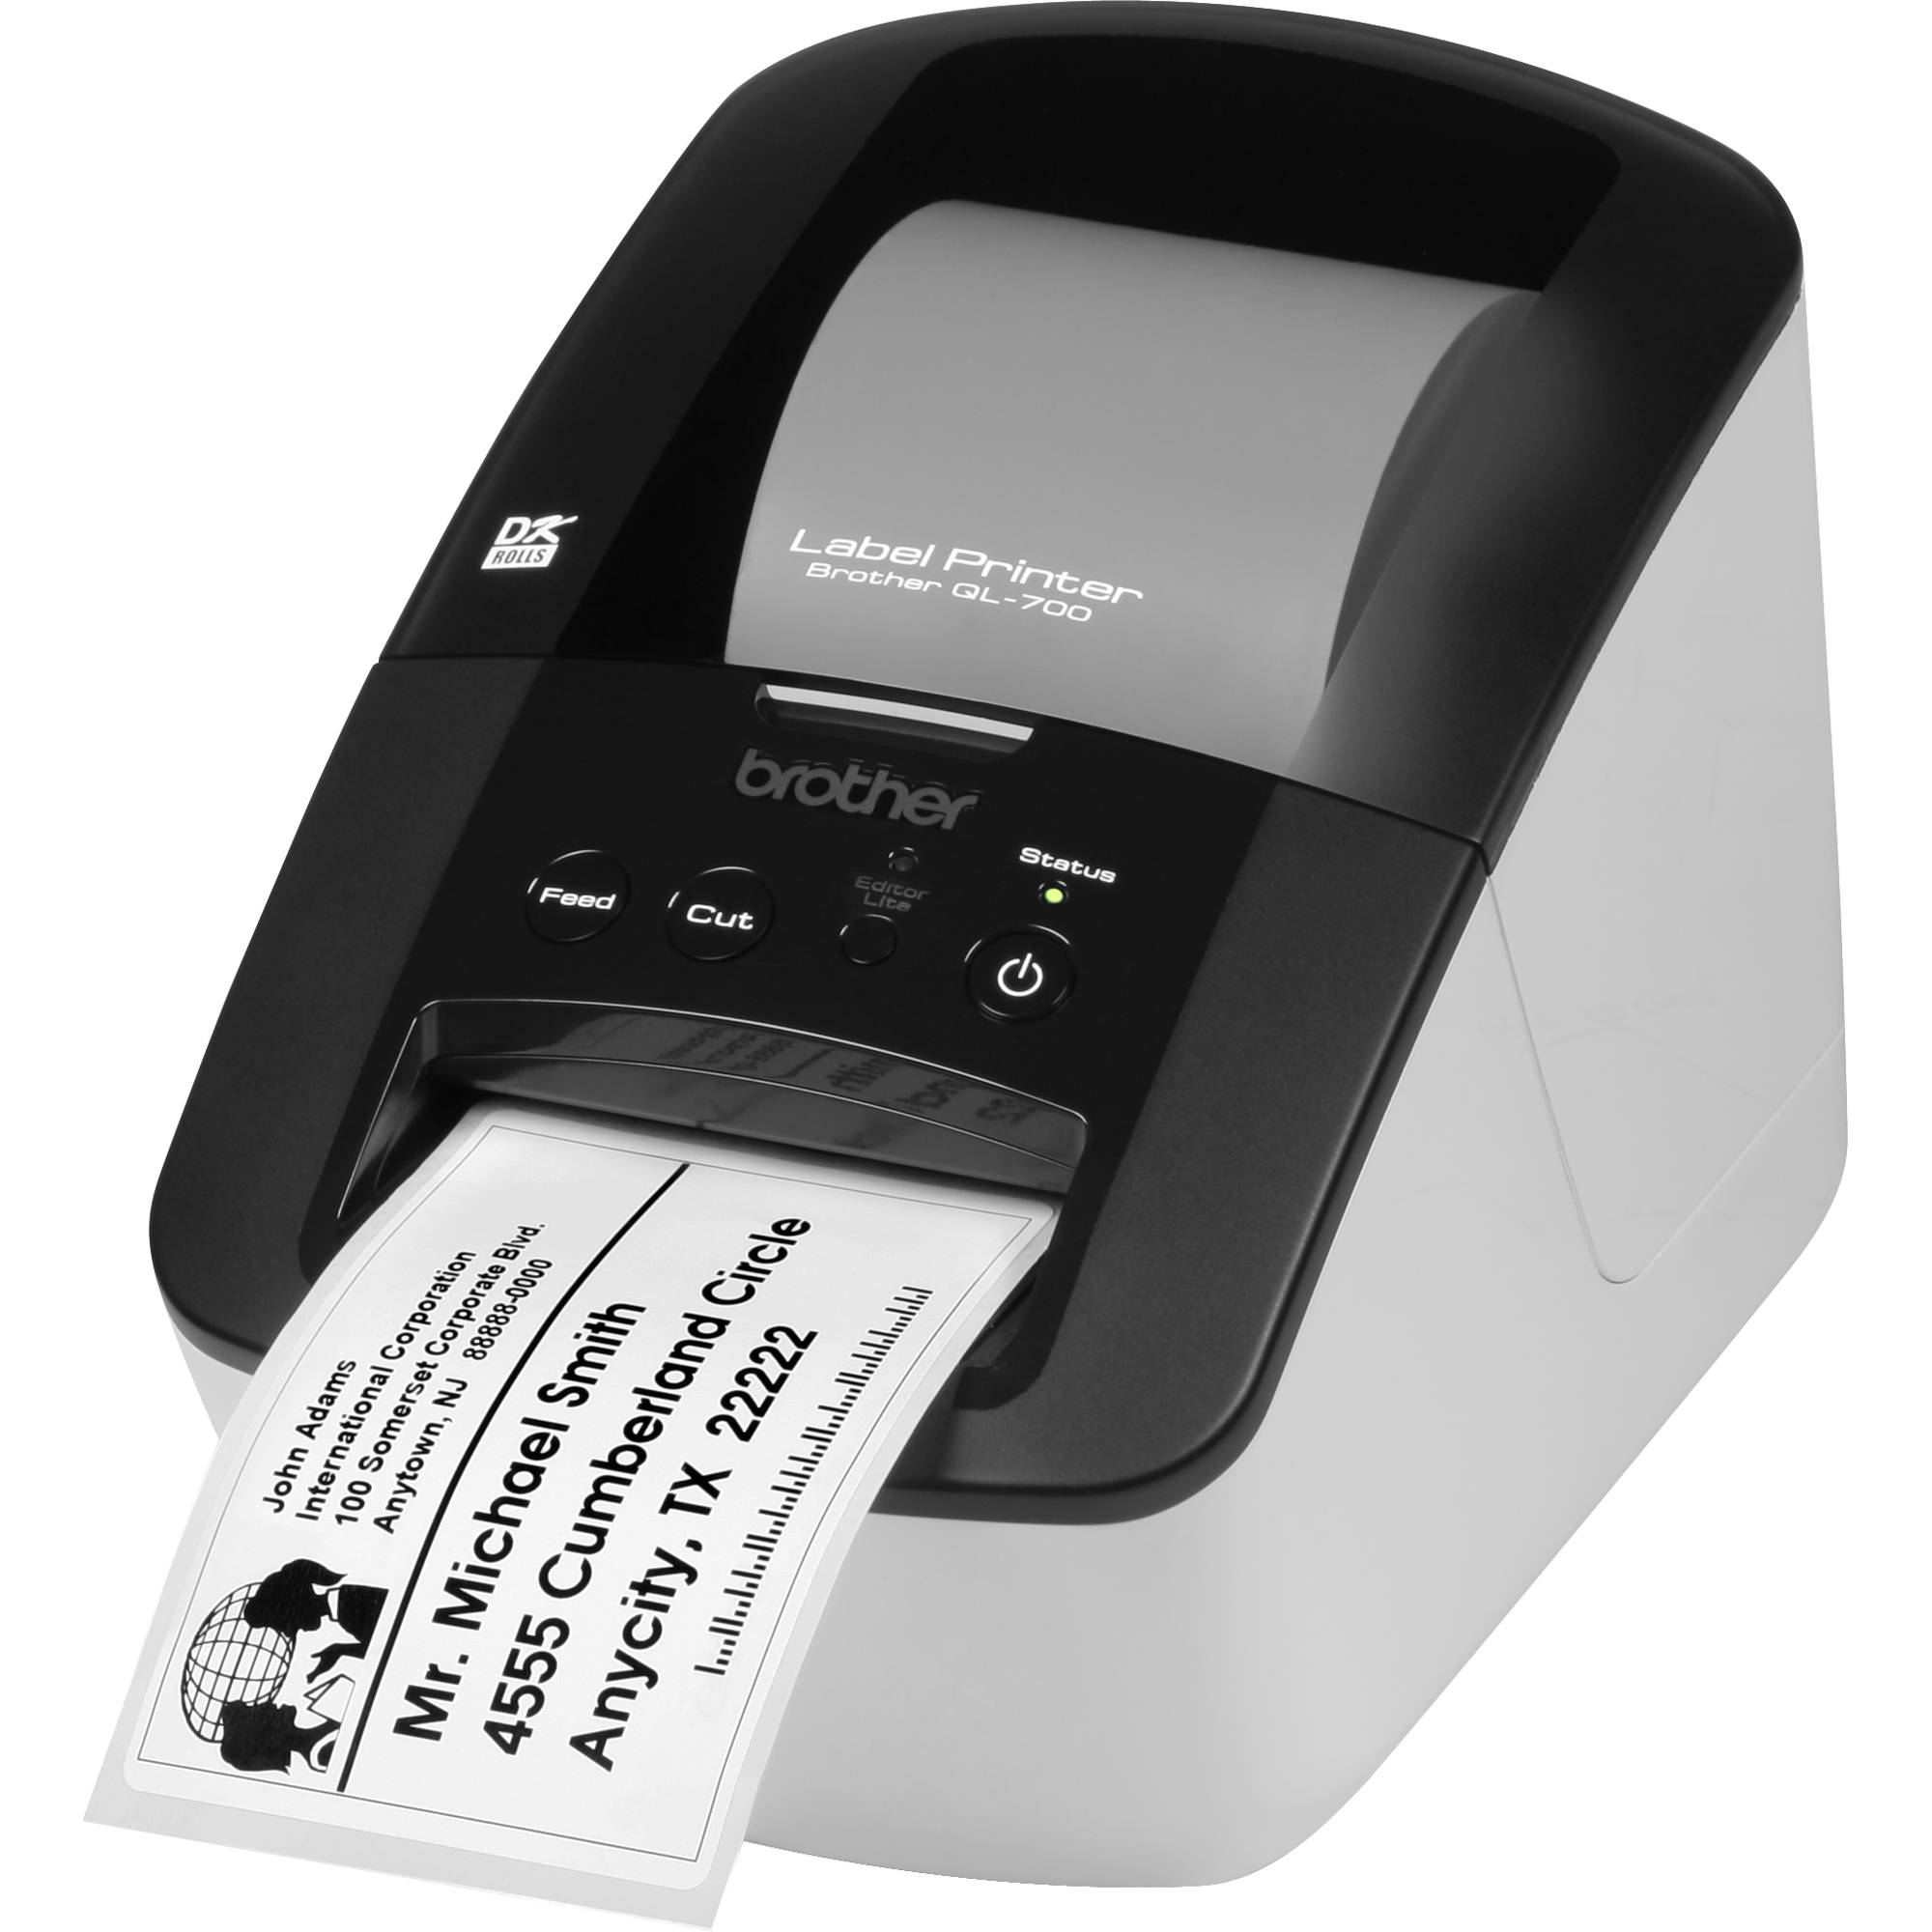 DK
ROLLS
Label Printer
Brother QL-700
brother
Status
Editor
Lite
Feed
Cut
John Adams
International Corporation
100 Somerset Corporate Blvd.
Anytown, NJ 88888-0000
Mr. Michael Smith
4555 Cumberland Circle
Anycity, TX 22222